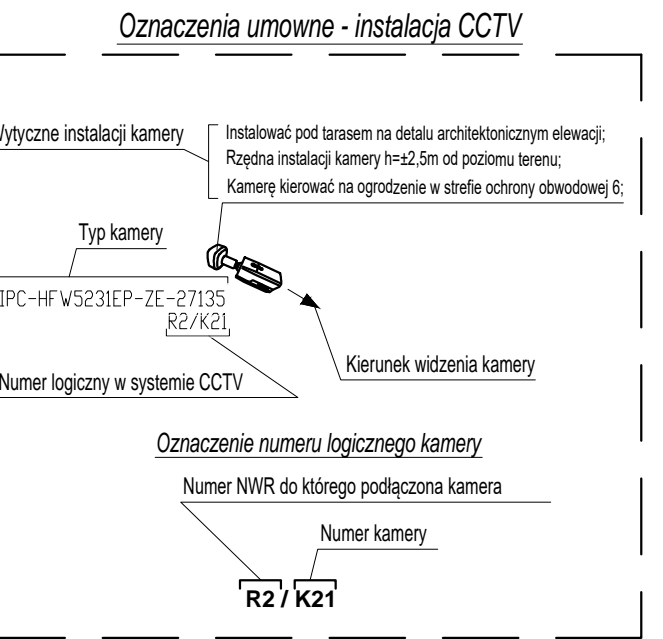 Oznaczenia umowne - instalacja CCTV
Wytyczne instalacji kamery
Instalować pod tarasem na detalu architektonicznym elewacji;
Rzędna instalacji kamery h=±2,5m od poziomu terenu;
Kamerę kierować na ogrodzenie w strefie ochrony obwodowej 6;
Typ kamery
IPC-HFW5231EP-ZE-27135
R2/K21
Kierunek widzenia kamery
Numer logiczny w systemie CCTV
Oznaczenie numeru logicznego kamery
Numer NWR do którego podłączona kamera
Numer kamery
R2 / K21